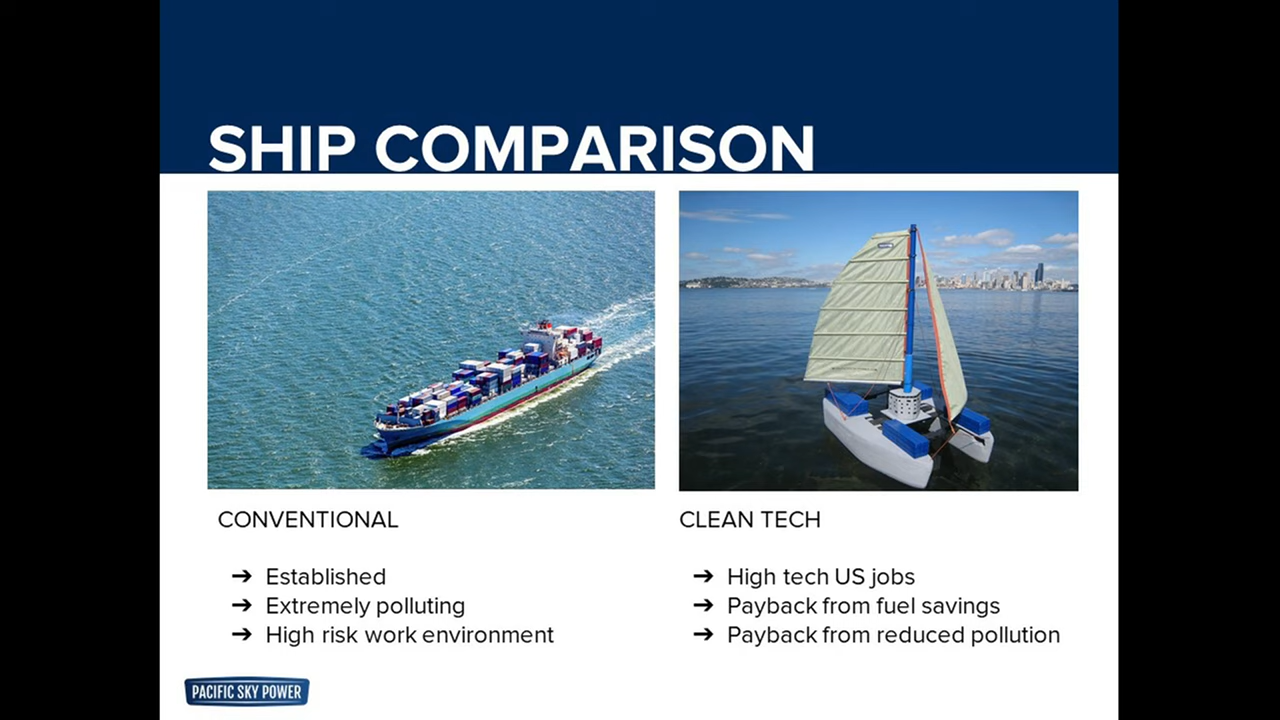 SHIP COMPARISON
CONVENTIONAL
➔ Established
➔ Extremely polluting
➔ High risk work environment
CLEAN TECH
➔ High tech US jobs
➔ Payback from fuel savings
➔ Payback from reduced pollution
PACIFIC SKY POWER